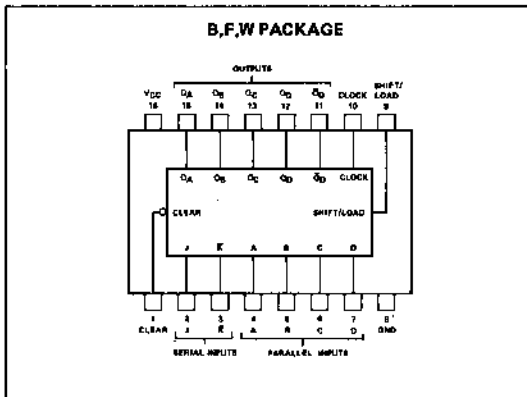 B,F,W PACKAGE
OUTPUTS
VCC QA QB QC QD Q̅D CLOCK SHIFT/LOAD
16 15 14 13 12 11 10 9
QA QB QC QD Q̅D CLOCK
CLEAR SHIFT/LOAD
J K̅ A B C D
1 2 3 4 5 6 7 8
CLEAR J K̅ A B C D GND
SERIAL INPUTS PARALLEL INPUTS